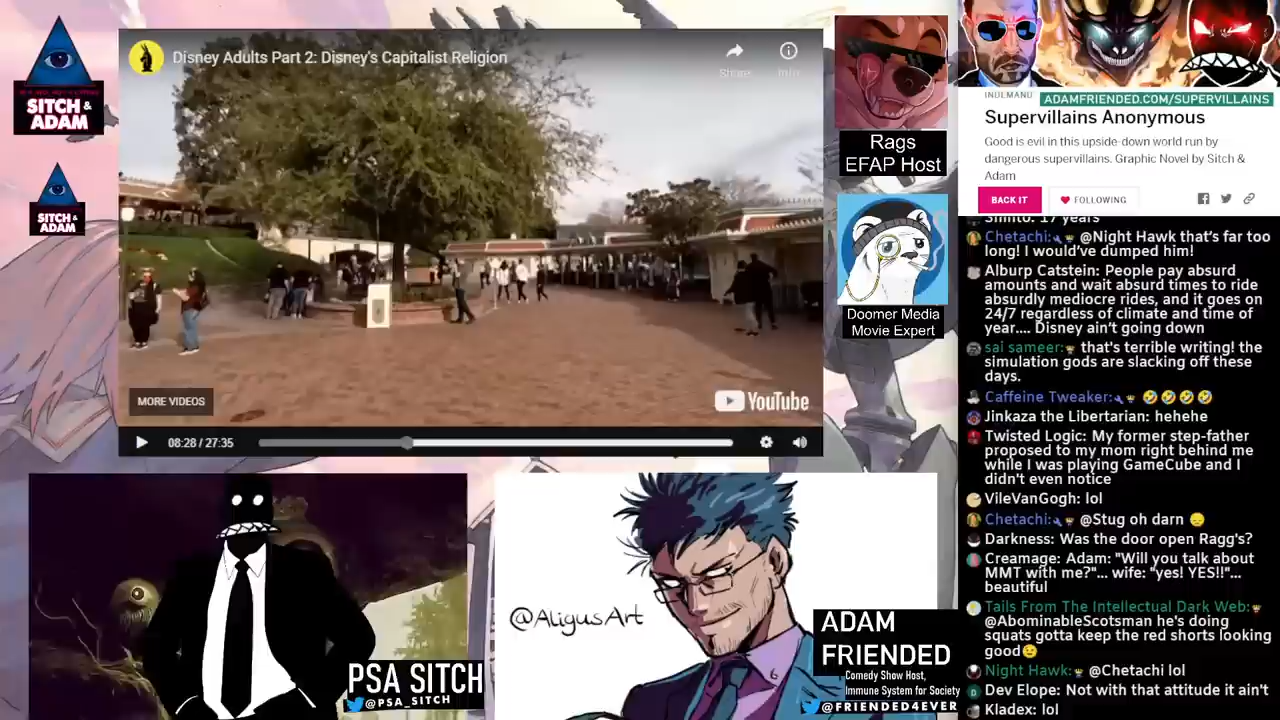 SITCH &
ADAM
SITCH &
ADAM
Disney Adults Part 2: Disney's Capitalist Religion
Share
Info
MORE VIDEOS
YouTube
08:28 / 27:35
Rags
EFAP Host
Doomer Media
Movie Expert
INDEMAND
ADAMFRIENDED.COM/SUPERVILLAINS
Supervillains Anonymous
Good is evil in this upside-down world run by
dangerous supervillains. Graphic Novel by Sitch &
Adam
BACK IT
FOLLOWING
Shinto: 17 years
Chetachi: @Night Hawk that's far too
long! I would've dumped him!
Alburp Catstein: People pay absurd
amounts and wait absurd times to ride
absurdly mediocre rides, and it goes on
24/7 regardless of climate and time of
year.... Disney ain't going down
sai sameer: that's terrible writing! the
simulation gods are slacking off these
days.
Caffeine Tweaker: 🤣🤣🤣🤣
Jinkaza the Libertarian: hehehe
Twisted Logic: My former step-father
proposed to my mom right behind me
while I was playing GameCube and I
didn't even notice
VileVanGogh: lol
Chetachi: @Stug oh darn 😞
Darkness: Was the door open Ragg's?
Creamage: Adam: "Will you talk about
MMT with me?"... wife: "yes! YES!!"...
beautiful
Tails From The Intellectual Dark Web:
@AbominableScotsman he's doing
squats gotta keep the red shorts looking
good😉
Night Hawk: @Chetachi lol
Dev Elope: Not with that attitude it ain't
Kladex: lol
PSA SITCH
@PSA_SITCH
@AligusArt
ADAM
FRIENDED
Comedy Show Host,
Immune System for Society
@FRIENDED4EVER